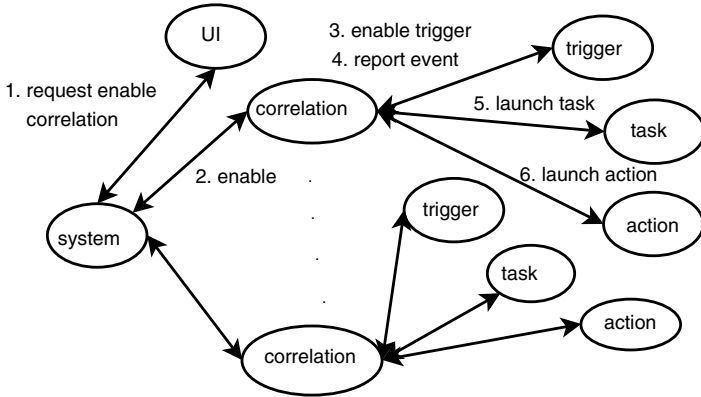 UI
3. enable trigger
4. report event
trigger
1. request enable
correlation
correlation
5. launch task
task
2. enable
6. launch action
action
trigger
system
task
action
correlation